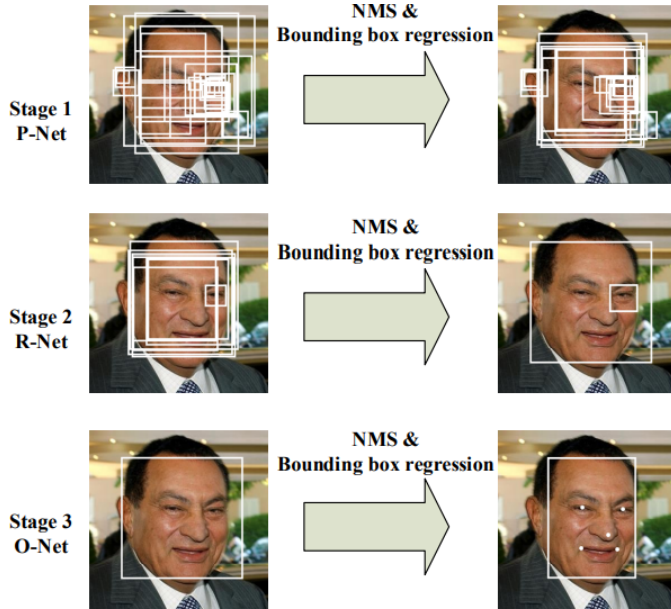 NMS &
Bounding box regression
Stage 1
P-Net
NMS &
Bounding box regression
Stage 2
R-Net
NMS &
Bounding box regression
Stage 3
O-Net